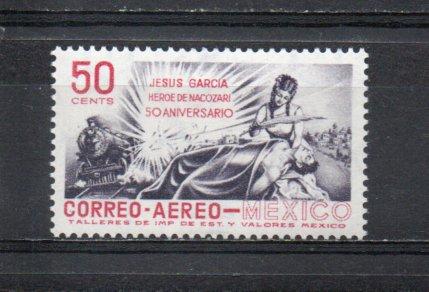 50
CENTS
JESUS GARCIA
HEROE DE NACOZARI
50 ANIVERSARIO
CORREO-AEREO-MEXICO
TALLERES DE IMP. DE EST. Y VALORES MEXICO